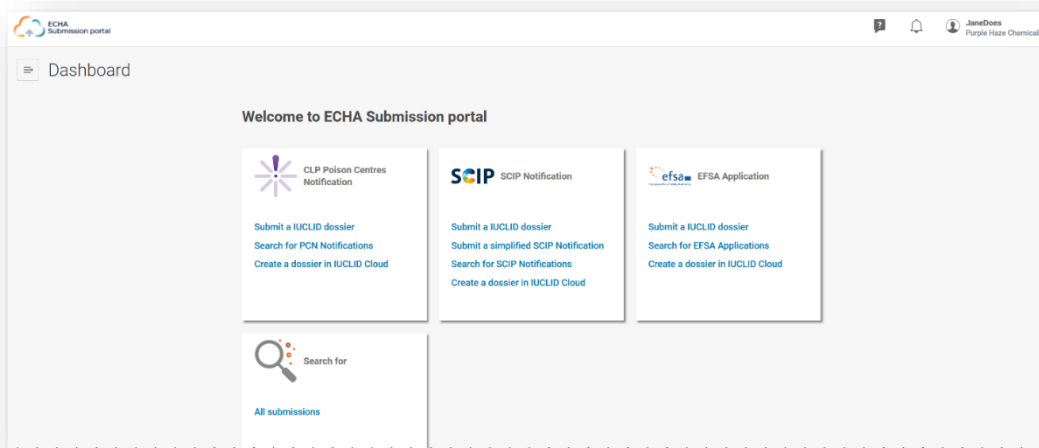 ECHA
Submission portal
?
JaneDoes
Purple Haze Chemical
Dashboard
Welcome to ECHA Submission portal
CLP Poison Centres
Notification
Submit a IUCLID dossier
Search for PCN Notifications
Create a dossier in IUCLID Cloud
SCIP SCIP Notification
Submit a IUCLID dossier
Submit a simplified SCIP Notification
Search for SCIP Notifications
Create a dossier in IUCLID Cloud
efsa EFSA Application
Submit a IUCLID dossier
Search for EFSA Applications
Create a dossier in IUCLID Cloud
Search for
All submissions